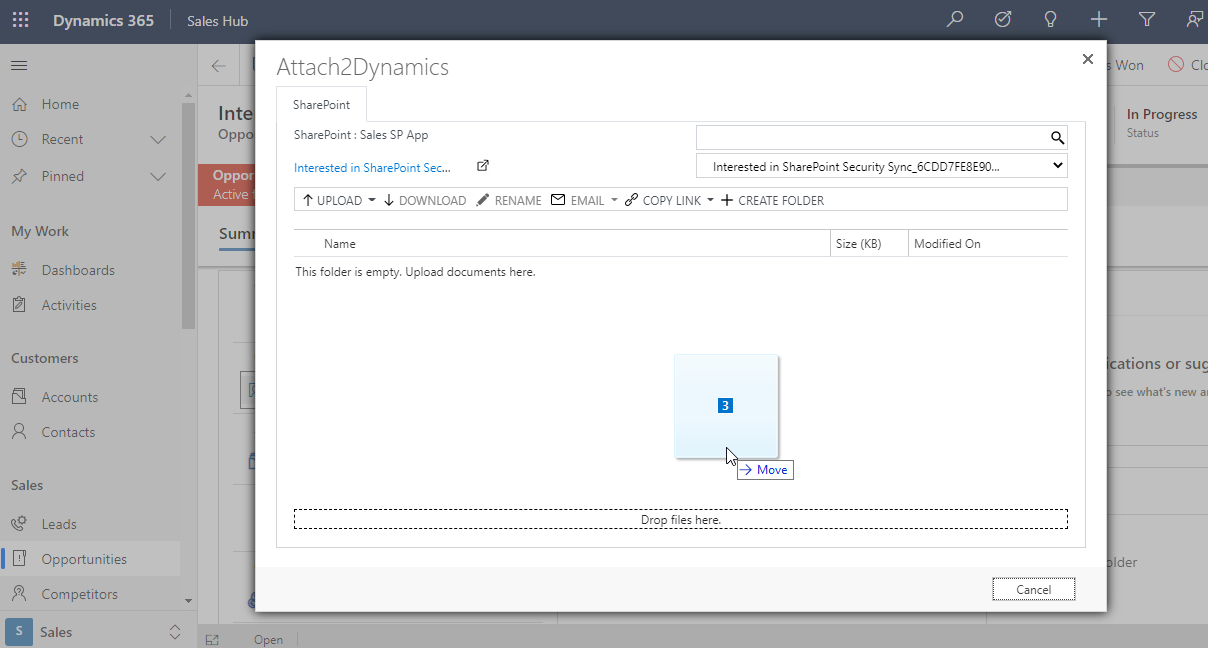 Dynamics 365
Sales Hub
Home
Recent
Pinned
My Work
Dashboards
Activities
Customers
Accounts
Contacts
Sales
Leads
Opportunities
Competitors
S Sales
Inte
Oppo
Oppor
Active f
Summ
Open
Attach2Dynamics
SharePoint
SharePoint : Sales SP App
Interested in SharePoint Sec...
Interested in SharePoint Security Sync_6CDD7FE8E90...
UPLOAD DOWNLOAD RENAME EMAIL COPY LINK CREATE FOLDER
Name Size (KB) Modified On
This folder is empty. Upload documents here.
3
Move
Drop files here.
Cancel
s Won Clo
In Progress
Status
ications or sug
o see what's new an
older